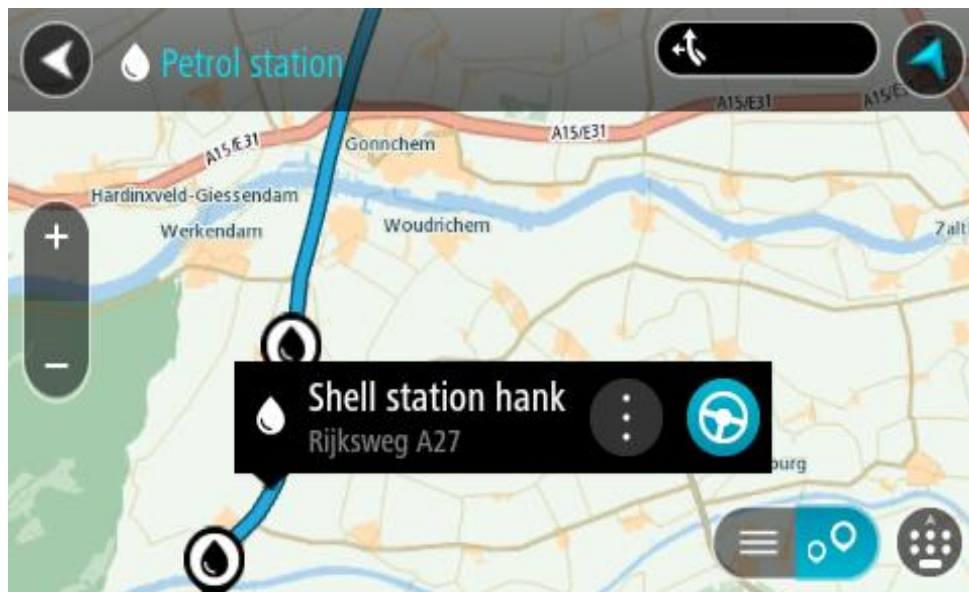 Petrol station
A15/E31
A15/E31
A15/E31
Gonnchem
Hardinxveld-Giessendam
Werkendam
Woudrichem
Zalt
+
−
Shell station hank
Rijksweg A27
burg